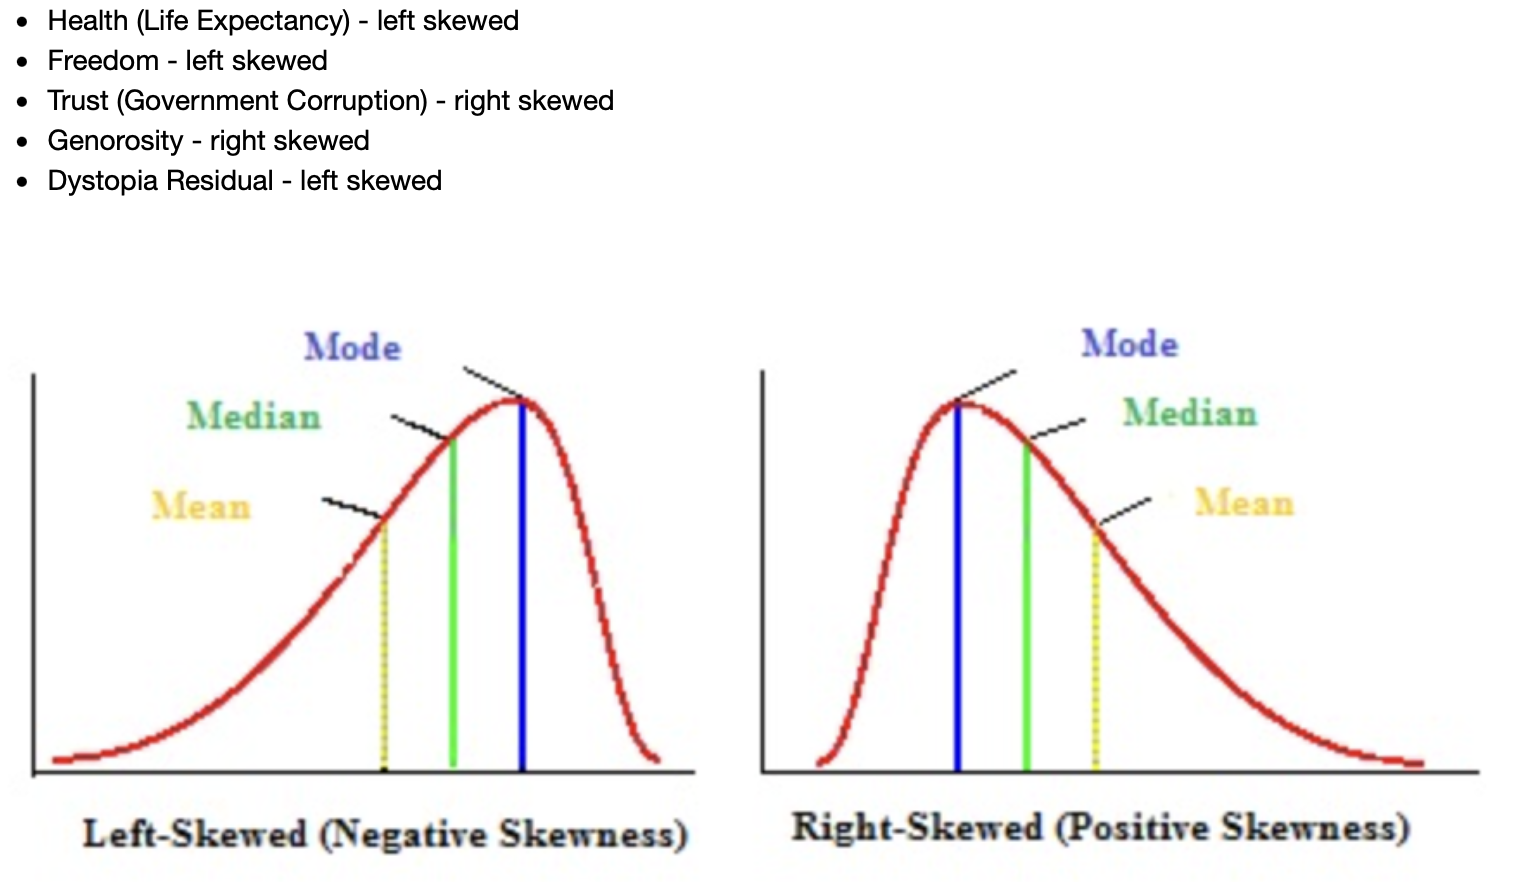 Health (Life Expectancy) - left skewed
Freedom - left skewed
Trust (Government Corruption) - right skewed
Genorosity - right skewed
Dystopia Residual - left skewed
Mode
Median
Mean
Left-Skewed (Negative Skewness)
Mode
Median
Mean
Right-Skewed (Positive Skewness)